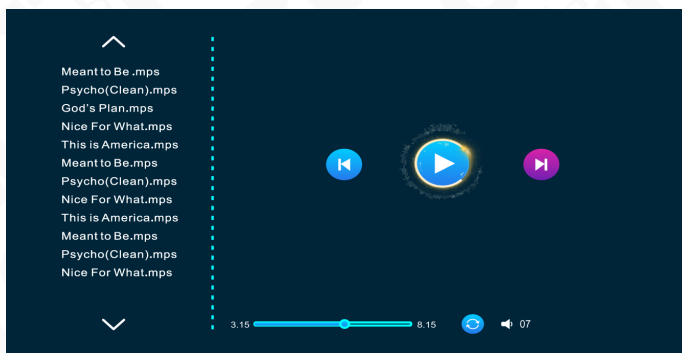 Meant to Be .mps
Psycho(Clean).mps
God's Plan.mps
Nice For What.mps
This is America.mps
Meant to Be.mps
Psycho(Clean).mps
Nice For What.mps
This is America.mps
Meant to Be.mps
Psycho(Clean).mps
Nice For What.mps
3.15 8.15 07